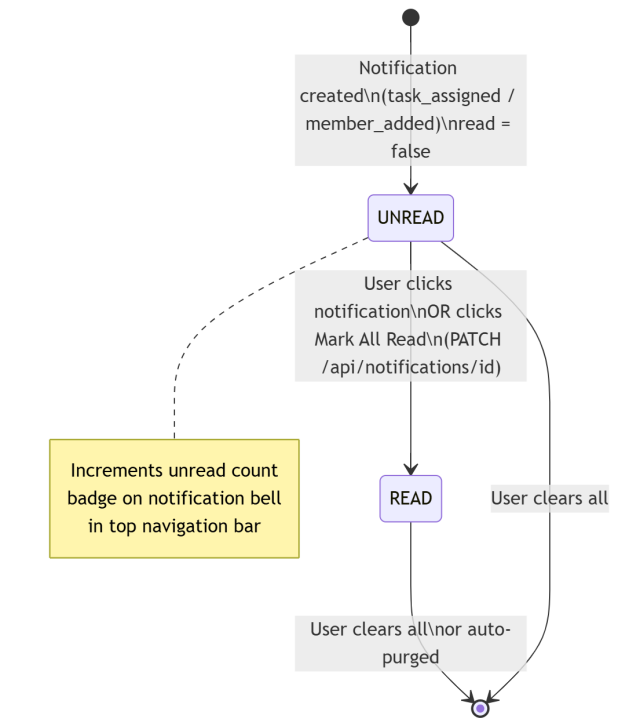 Notification
created\n(task_assigned /
member_added)\nread =
false
UNREAD
User clicks
notification\nOR clicks
Mark All Read\n(PATCH
/api/notifications/id)
Increments unread count
badge on notification bell
in top navigation bar
READ
User clears all
User clears all\nor auto-
purged